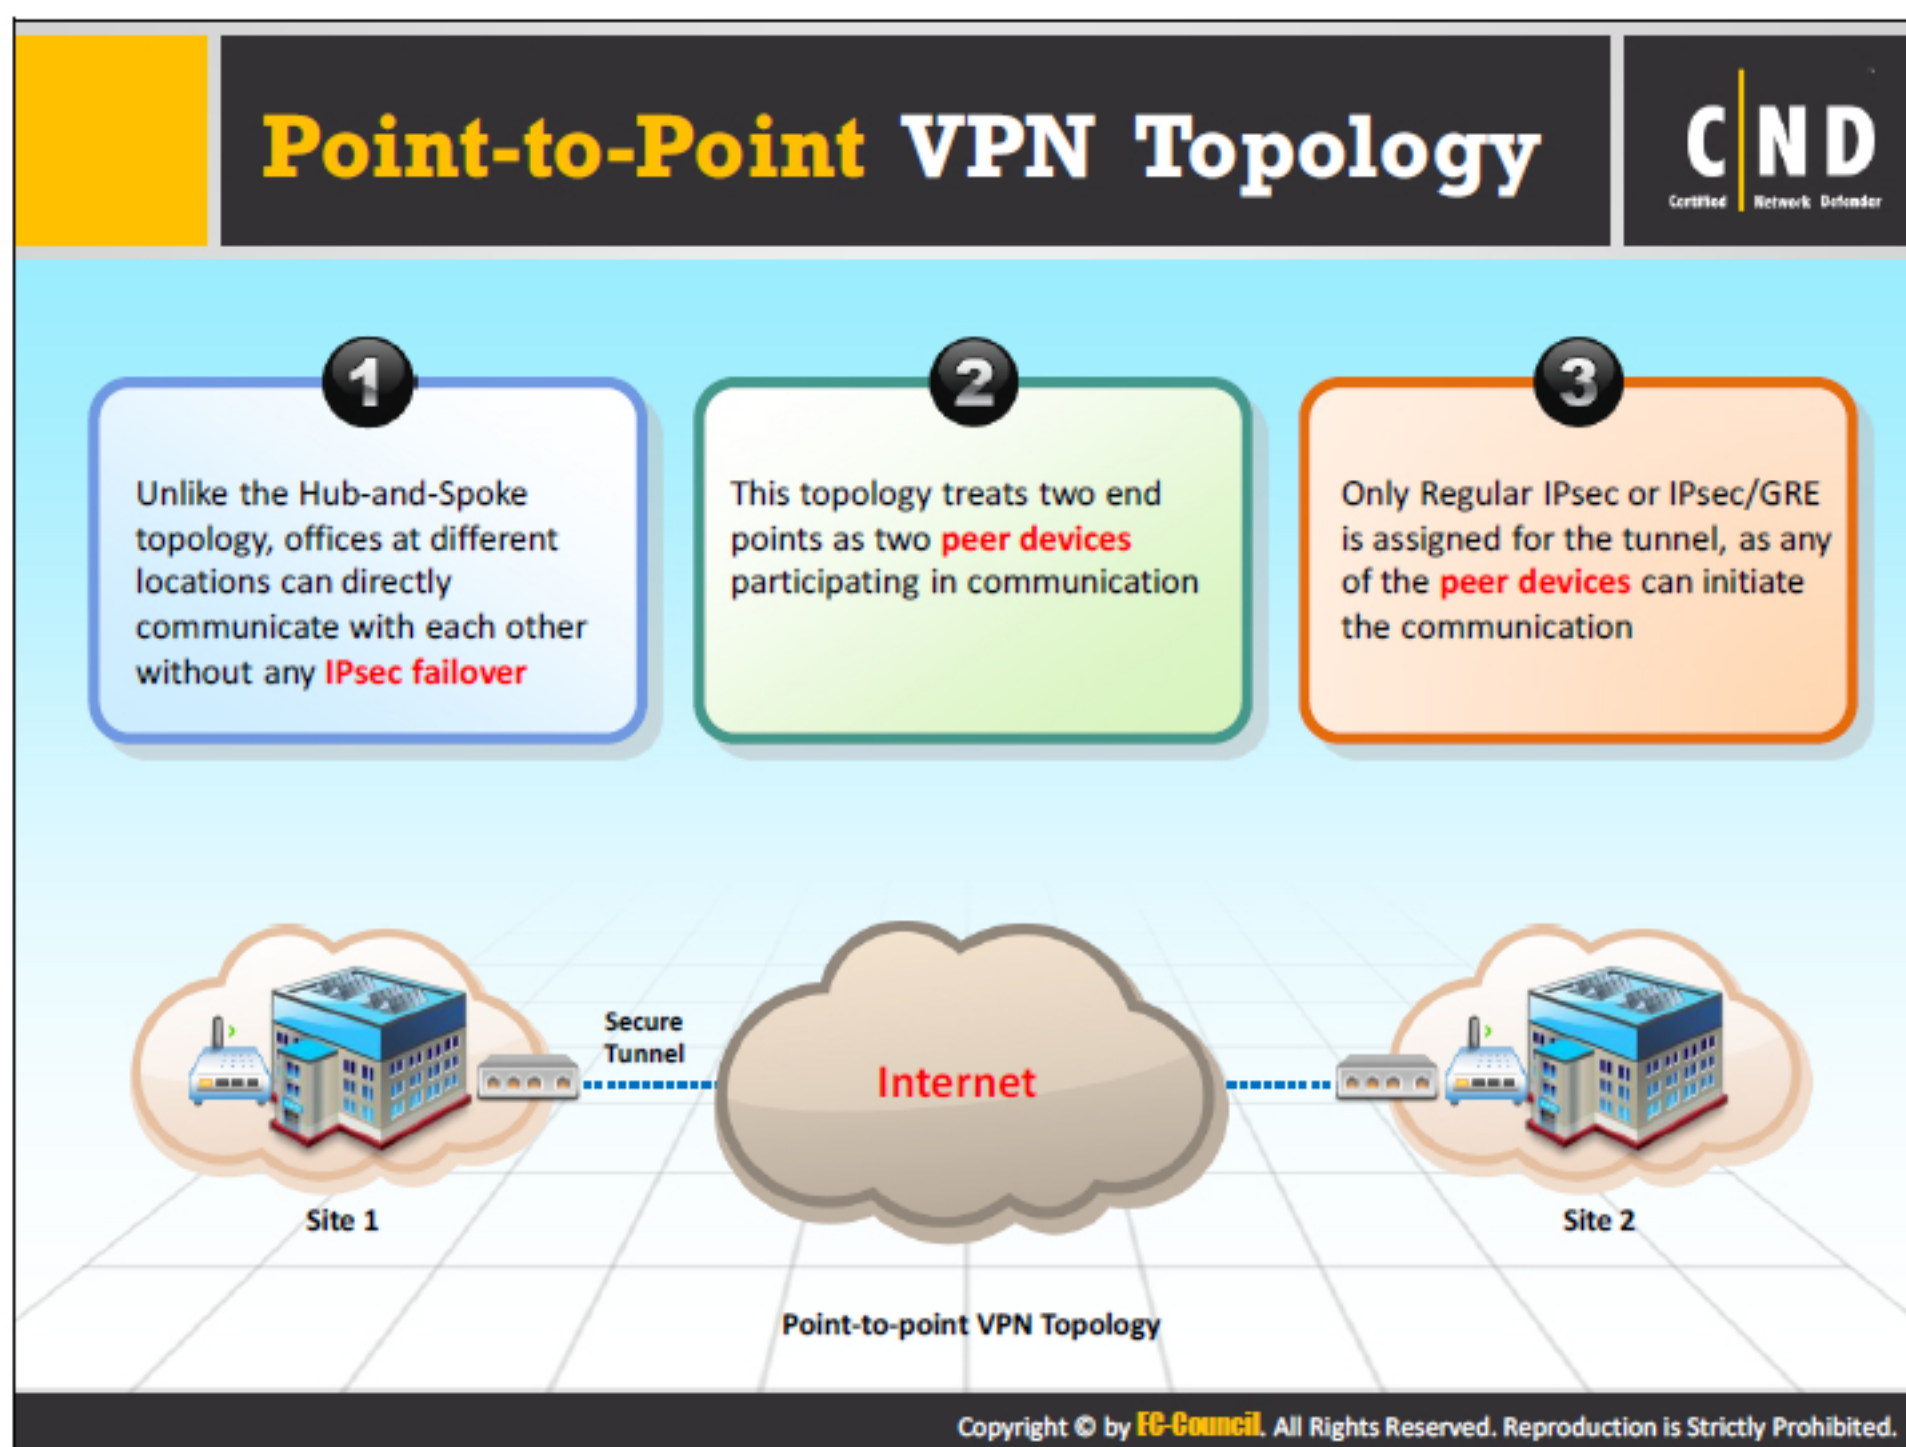 Point-to-Point VPN Topology
C|ND
Certified Network Defender
1
Unlike the Hub-and-Spoke
topology, offices at different
locations can directly
communicate with each other
without any IPsec failover
2
This topology treats two end
points as two peer devices
participating in communication
3
Only Regular IPsec or IPsec/GRE
is assigned for the tunnel, as any
of the peer devices can initiate
the communication
Secure
Tunnel
Internet
Site 1
Site 2
Point-to-point VPN Topology
Copyright © by EC-Council. All Rights Reserved. Reproduction is Strictly Prohibited.